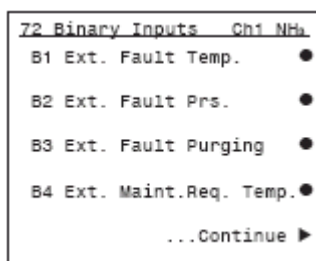 72 Binary Inputs Ch1 NH₃
B1 Ext. Fault Temp. ●
B2 Ext. Fault Prs. ●
B3 Ext. Fault Purging ●
B4 Ext. Maint.Req. Temp.●
...Continue ▶